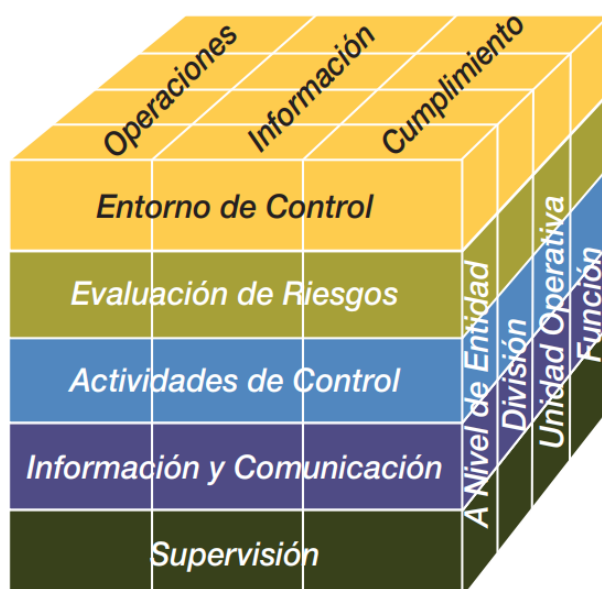 Operaciones
Información
Cumplimiento
Entorno de Control
Evaluación de Riesgos
Actividades de Control
Información y Comunicación
Supervisión
A Nivel de Entidad
División
Unidad Operativa
Función